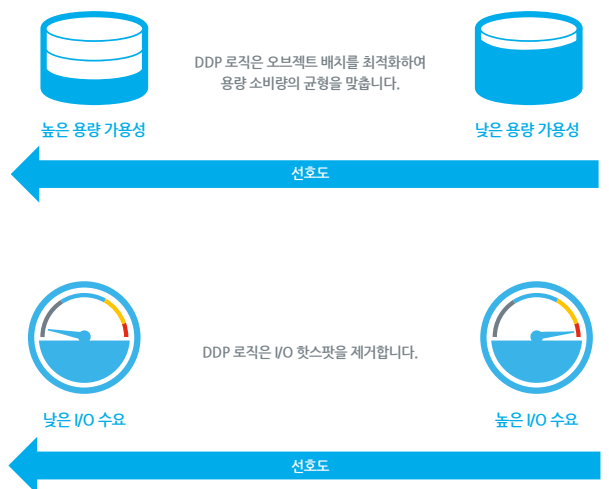 DDP 로직은 오브젝트 배치를 최적화하여
용량 소비량의 균형을 맞춥니다.
높은 용량 가용성
낮은 용량 가용성
선호도
DDP 로직은 I/O 핫스팟을 제거합니다.
낮은 I/O 수요
높은 I/O 수요
선호도